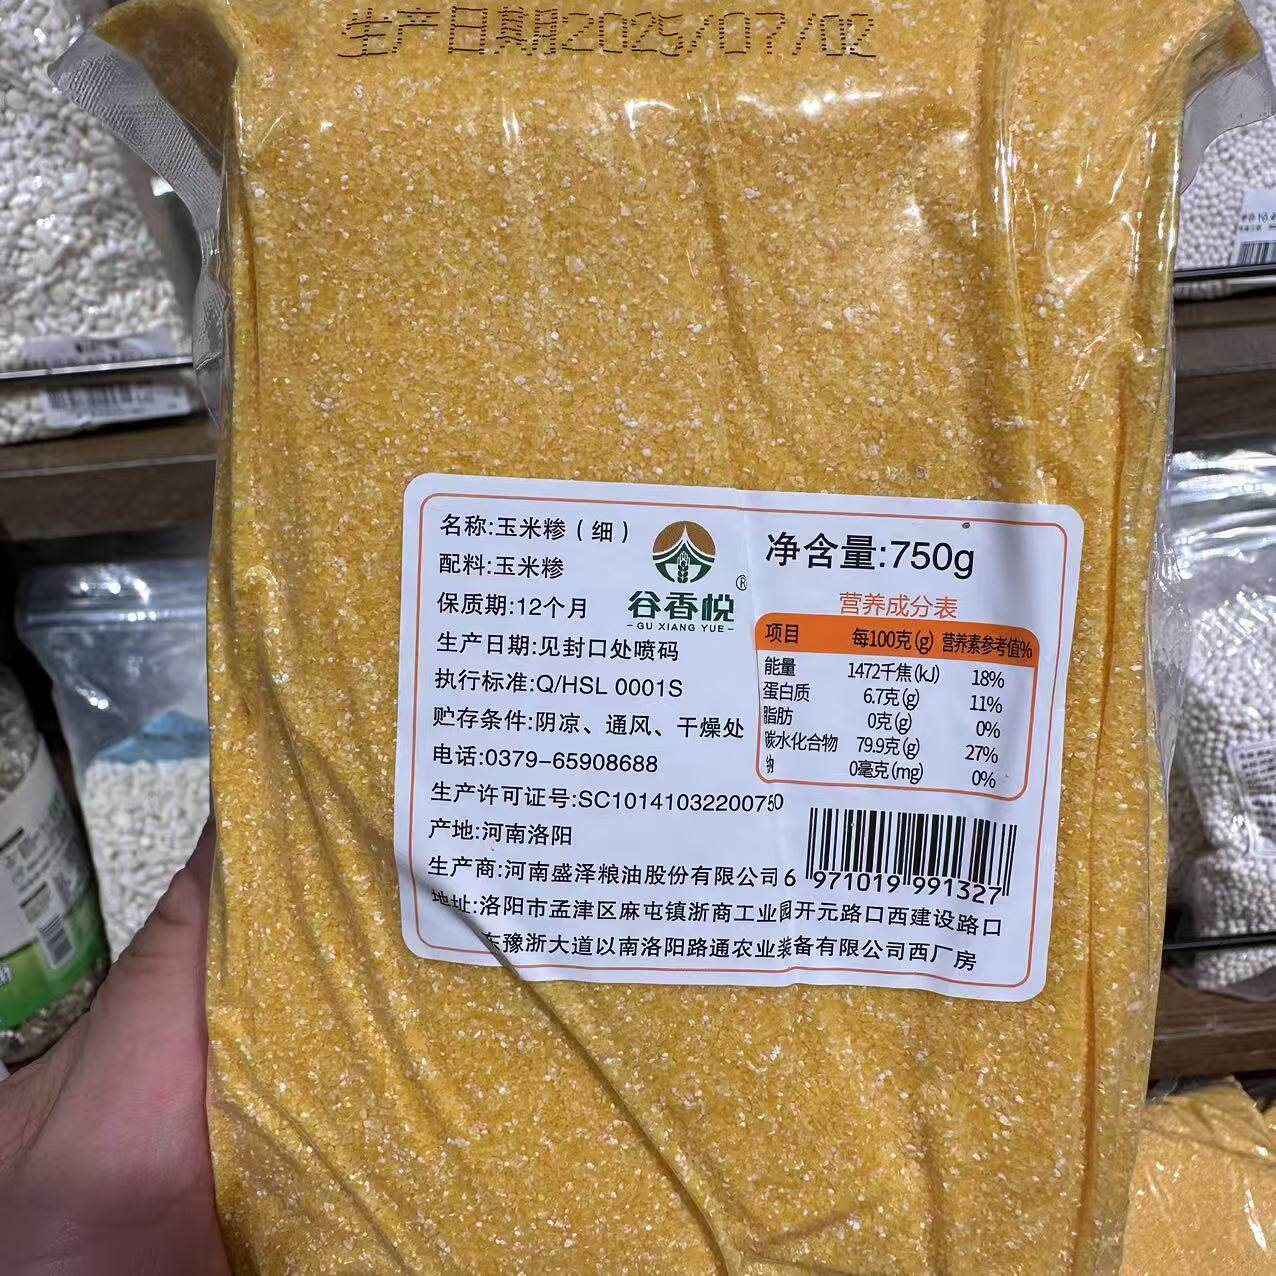 生产日期2025/07/02
名称:玉米糁（细）
配料:玉米糁
保质期:12个月
生产日期:见封口处喷码
执行标准:Q/HSL 0001S
贮存条件:阴凉、通风、干燥处
电话:0379-65908688
生产许可证号:SC10141032200750
产地:河南洛阳
生产商:河南盛泽粮油股份有限公司
地址:洛阳市孟津区麻屯镇浙商工业园开元路口西建设路口
东豫浙大道以南洛阳路通农业装备有限公司西厂房
谷香悦®
-GU XIANG YUE-
净含量:750g
营养成分表
项目 每100克(g) 营养素参考值%
能量 1472千焦(kJ) 18%
蛋白质 6.7克(g) 11%
脂肪 0克(g) 0%
碳水化合物 79.9克(g) 27%
钠 0毫克(mg) 0%
6 971019 991327